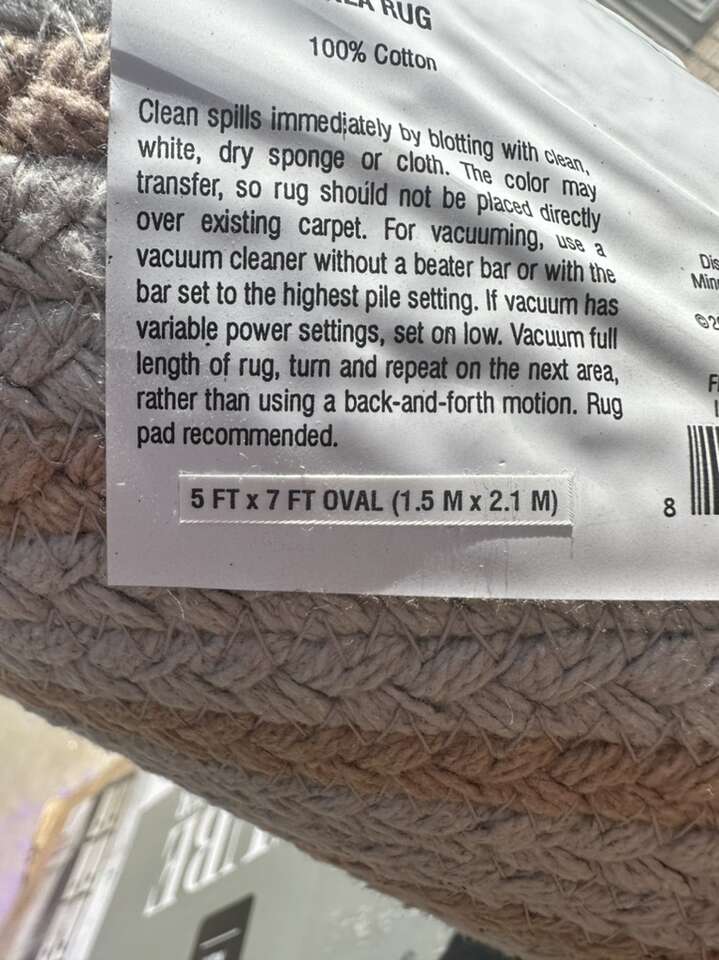 RUG
100% Cotton
Clean spills immediately by blotting with clean,
white, dry sponge or cloth. The color may
transfer, so rug should not be placed directly
over existing carpet. For vacuuming, use a
vacuum cleaner without a beater bar or with the
bar set to the highest pile setting. If vacuum has
variable power settings, set on low. Vacuum full
length of rug, turn and repeat on the next area,
rather than using a back-and-forth motion. Rug
pad recommended.
5 FT x 7 FT OVAL (1.5 M x 2.1 M)
8